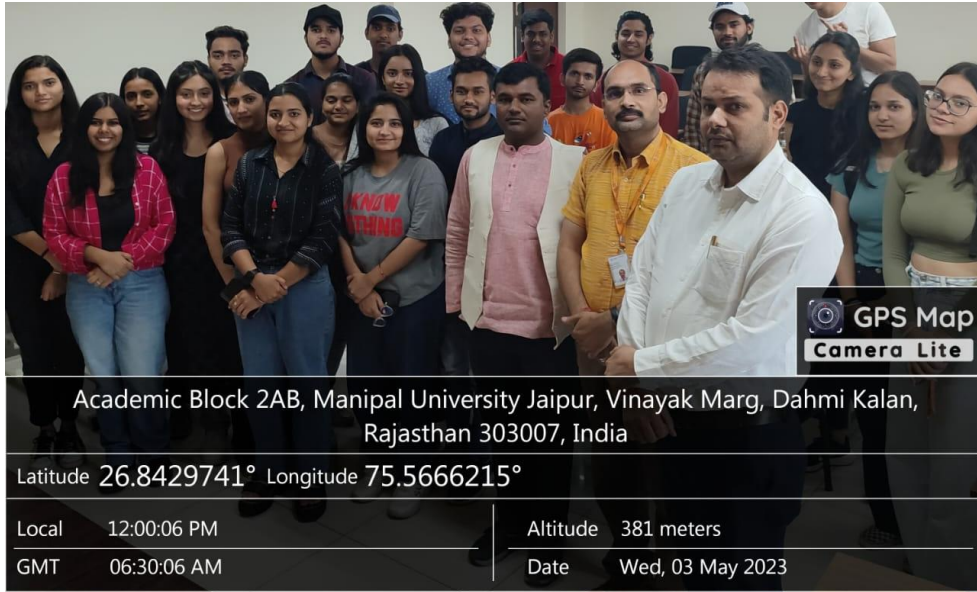 KNOW
THING
GPS Map
Camera Lite
Academic Block 2AB, Manipal University Jaipur, Vinayak Marg, Dahmi Kalan,
Rajasthan 303007, India
Latitude 26.8429741° Longitude 75.5666215°
Local 12:00:06 PM
Altitude 381 meters
GMT 06:30:06 AM
Date Wed, 03 May 2023